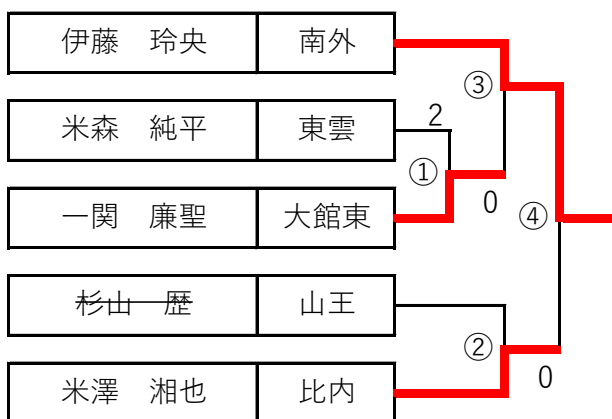 伊藤 玲央 南外
③
米森 純平 東雲 2
①
一関 廉聖 大館東 0 ④
杉山 歴 山王
②
米澤 湘也 比内 0